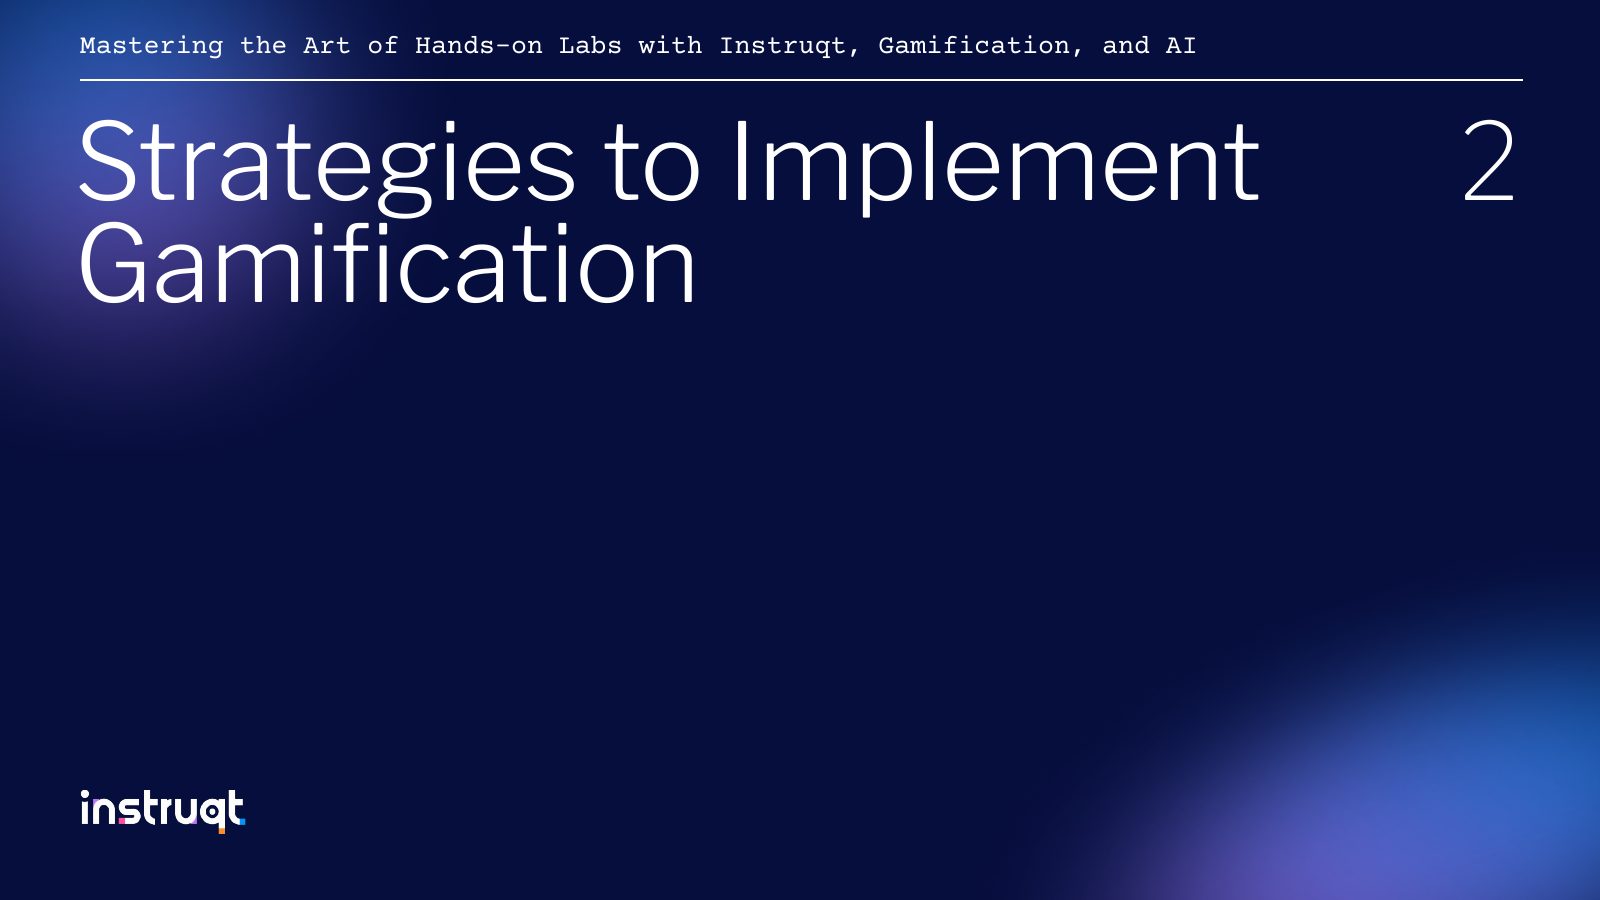 Mastering the Art of Hands-on Labs with Instruqt, Gamification, and AI
Strategies to Implement 2
Gamification
instruqt